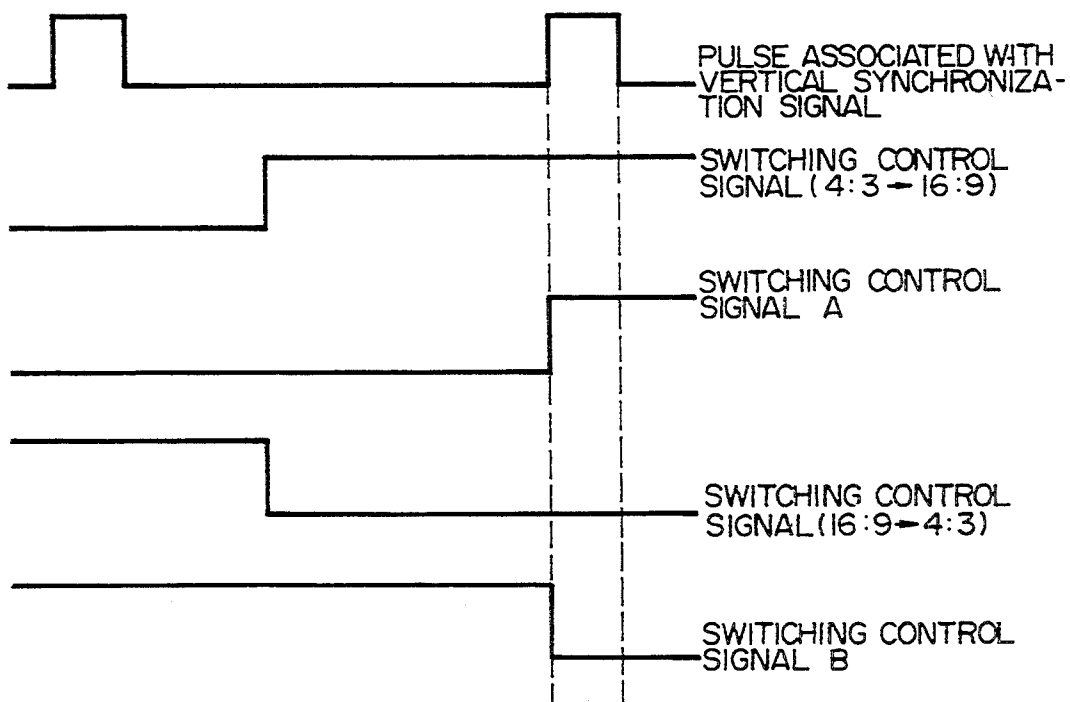 PULSE ASSOCIATED WITH
VERTICAL SYNCHRONIZA-
TION SIGNAL
SWITCHING CONTROL
SIGNAL (4:3→16:9)
SWITCHING CONTROL
SIGNAL A
SWITCHING CONTROL
SIGNAL(16:9→4:3)
SWITICHING CONTROL
SIGNAL B